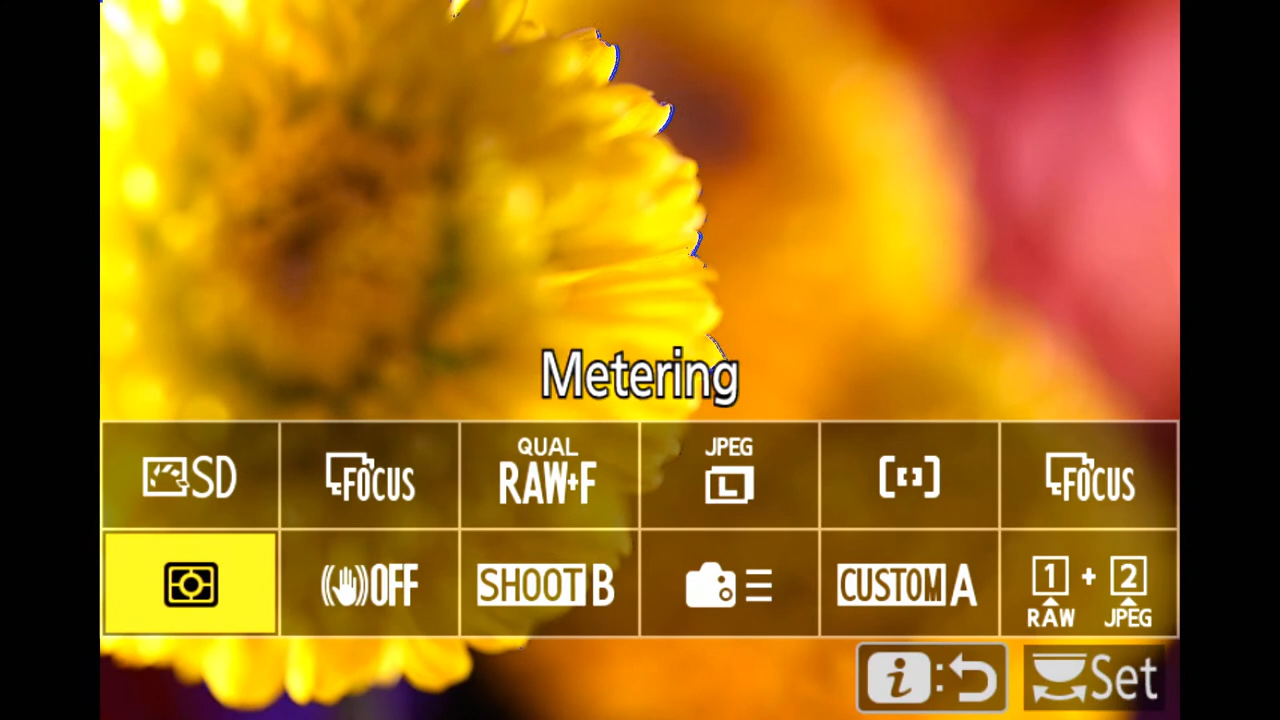 Metering
SD
FOCUS
QUAL
RAW+F
JPEG
L
FOCUS
OFF
SHOOT B
CUSTOM A
1 + 2
RAW JPEG
i : Set